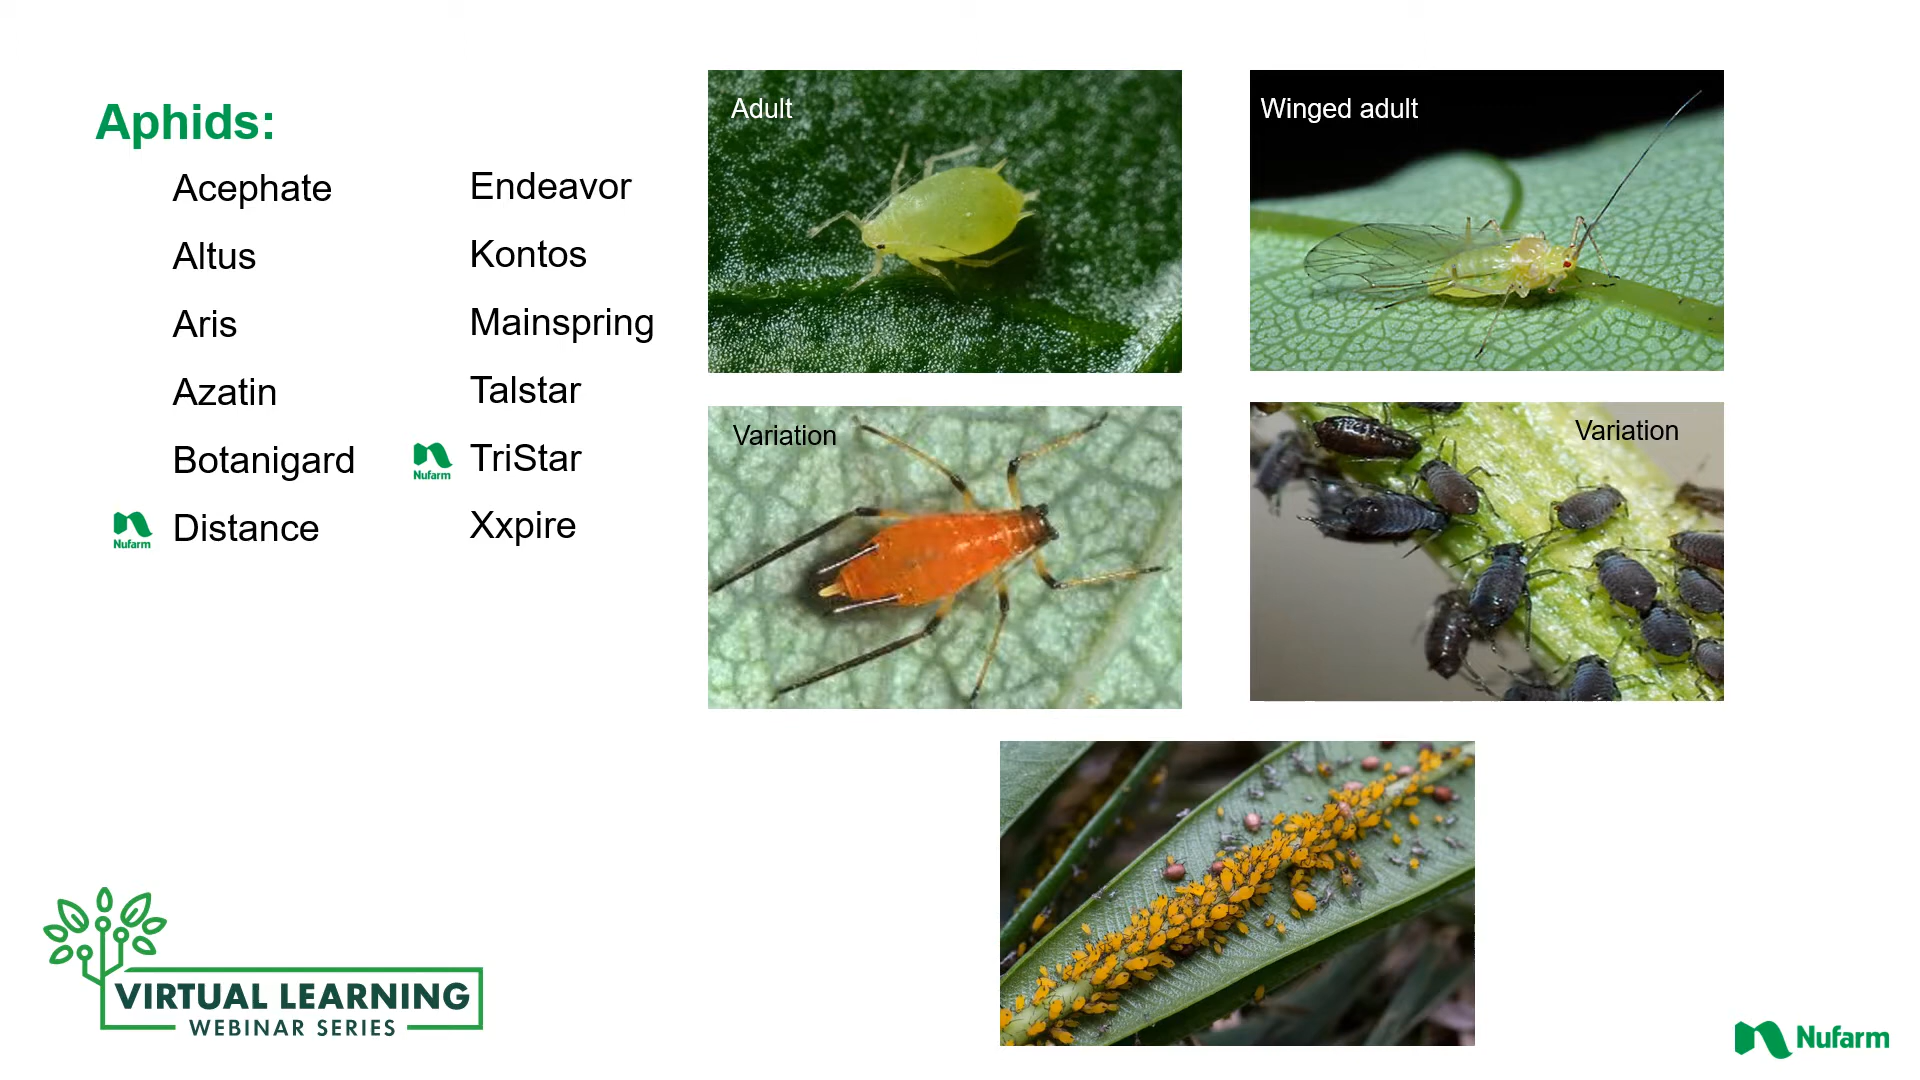 Aphids:
Acephate
Altus
Aris
Azatin
Botanigard
Nufarm
Distance
Endeavor
Kontos
Mainspring
Talstar
Nufarm
TriStar
Xxpire
Adult
Winged adult
Variation
Variation
VIRTUAL LEARNING
WEBINAR SERIES
Nufarm